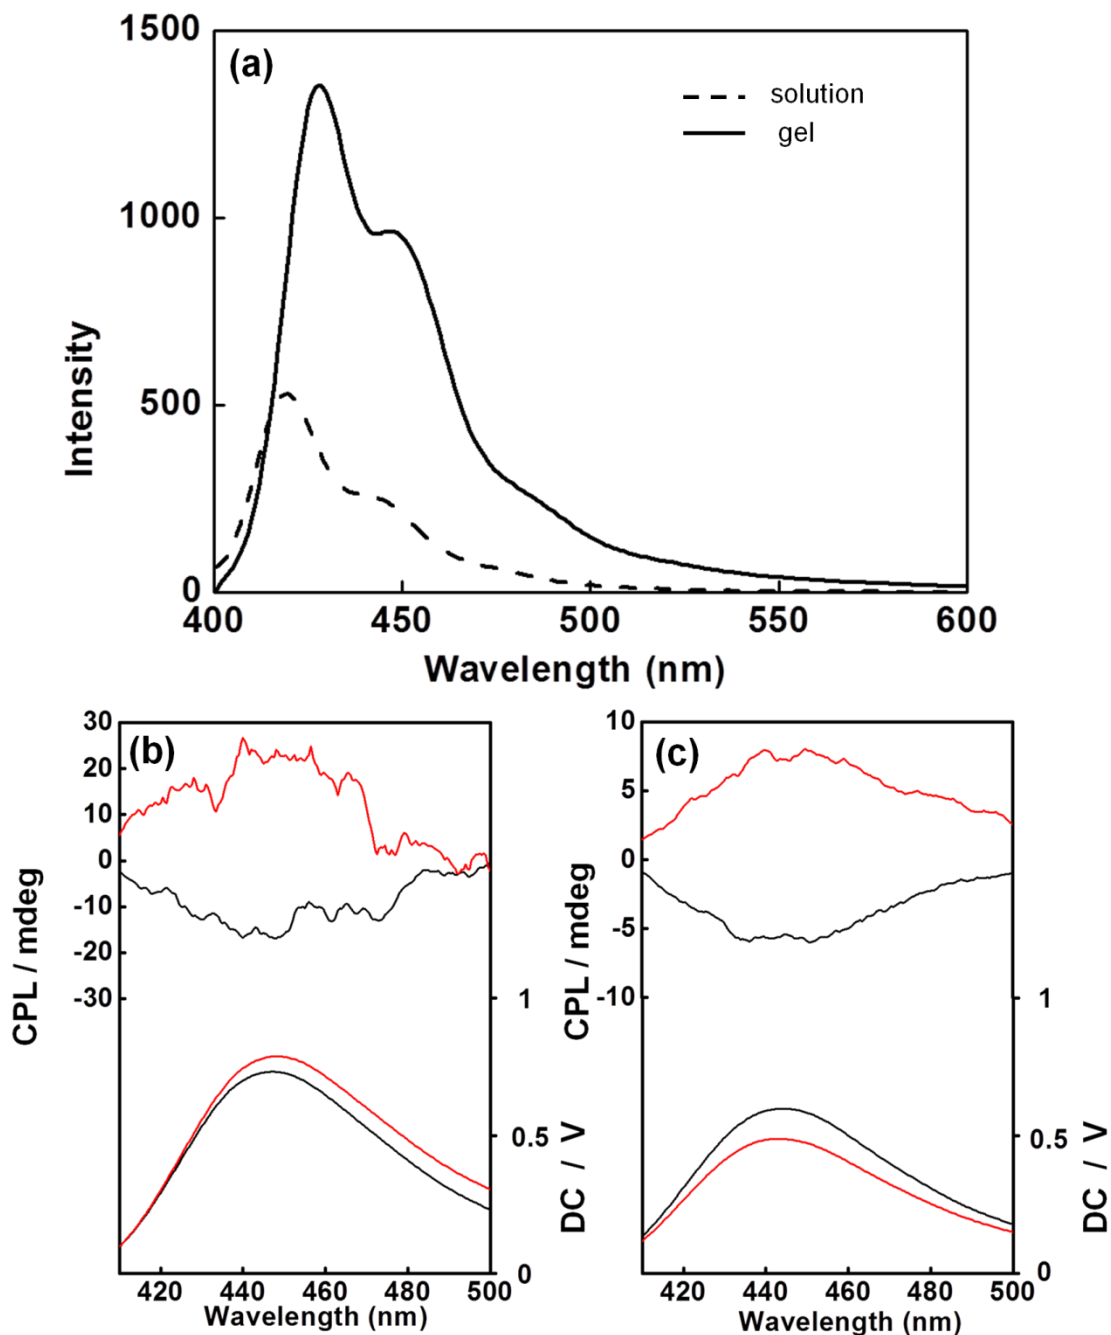 1500
(a)
solution
gel
1000
500
0
Intensity
400 450 500 550 600
Wavelength (nm)
30
(b)
20
10
0
-10
-20
-30
CPL / mdeg
1
0.5
0
DC / V
420 440 460 480 500
Wavelength (nm)
10
(c)
5
0
-5
-10
CPL / mdeg
1
0.5
0
DC / V
420 440 460 480 500
Wavelength (nm)